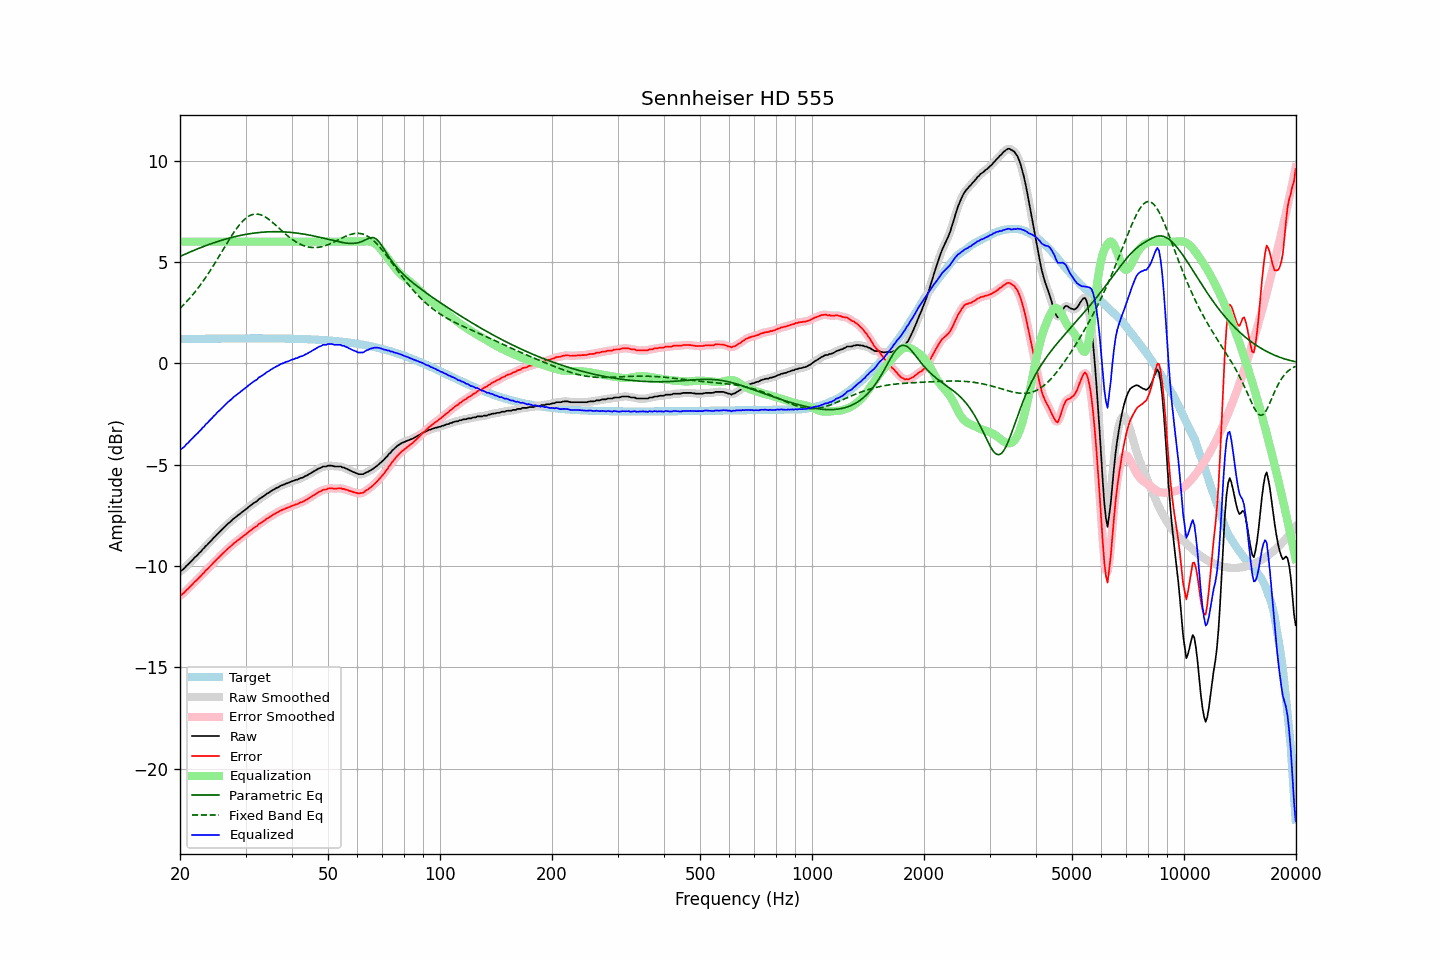 Sennheiser HD 555
Amplitude (dBr)
10
5
0
−5
−10
−15
−20
Target
Raw Smoothed
Error Smoothed
Raw
Error
Equalization
Parametric Eq
Fixed Band Eq
Equalized
20 50 100 200 500 1000 2000 5000 10000 20000
Frequency (Hz)